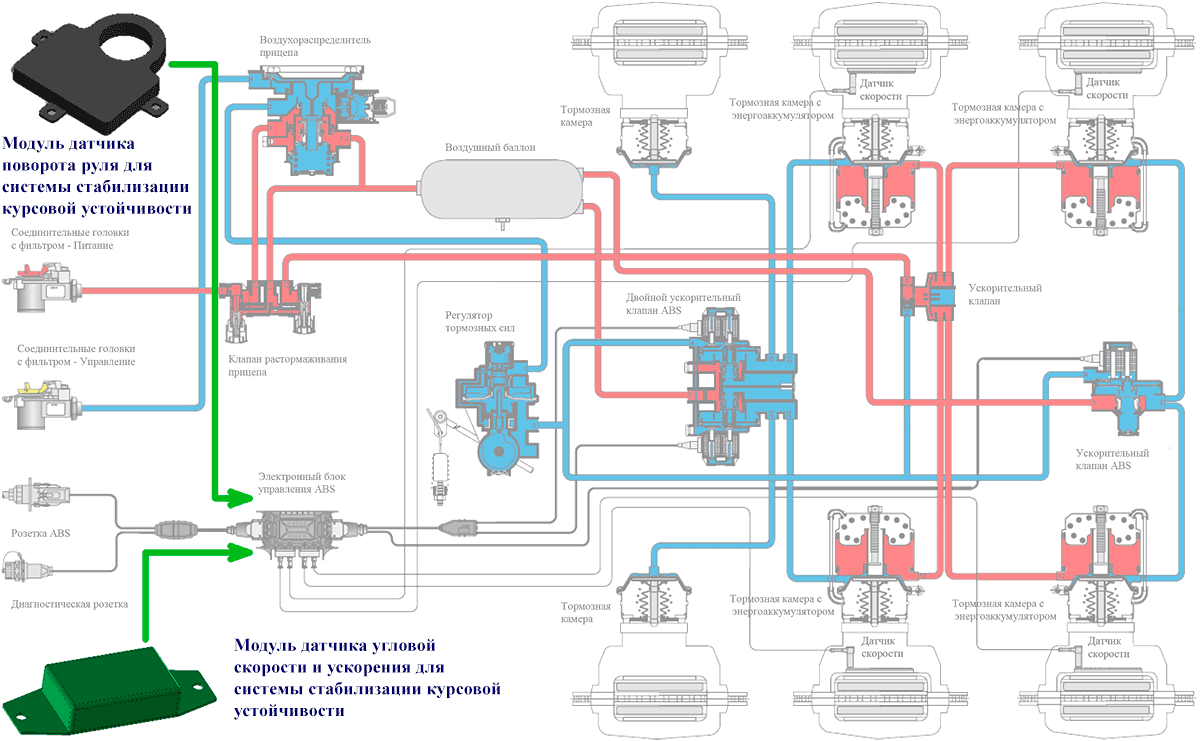 Воздухораспределитель
прицепа
Модуль датчика
поворота руля для
системы стабилизации
курсовой устойчивости
Воздушный баллон
Тормозная
камера
Тормозная камера с
энергоаккумулятором
Датчик
скорости
Тормозная камера с
энергоаккумулятором
Датчик
скорости
Соединительные головки
с фильтром - Питание
Клапан растормаживания
прицепа
Регулятор
тормозных сил
Двойной ускорительный
клапан ABS
Ускорительный
клапан
Соединительные головки
с фильтром - Управление
Ускорительный
клапан ABS
Электронный блок
управления ABS
Розетка ABS
Диагностическая розетка
Тормозная
камера
Тормозная камера с
энергоаккумулятором
Датчик
скорости
Тормозная камера с
энергоаккумулятором
Датчик
скорости
Модуль датчика угловой
скорости и ускорения для
системы стабилизации курсовой
устойчивости